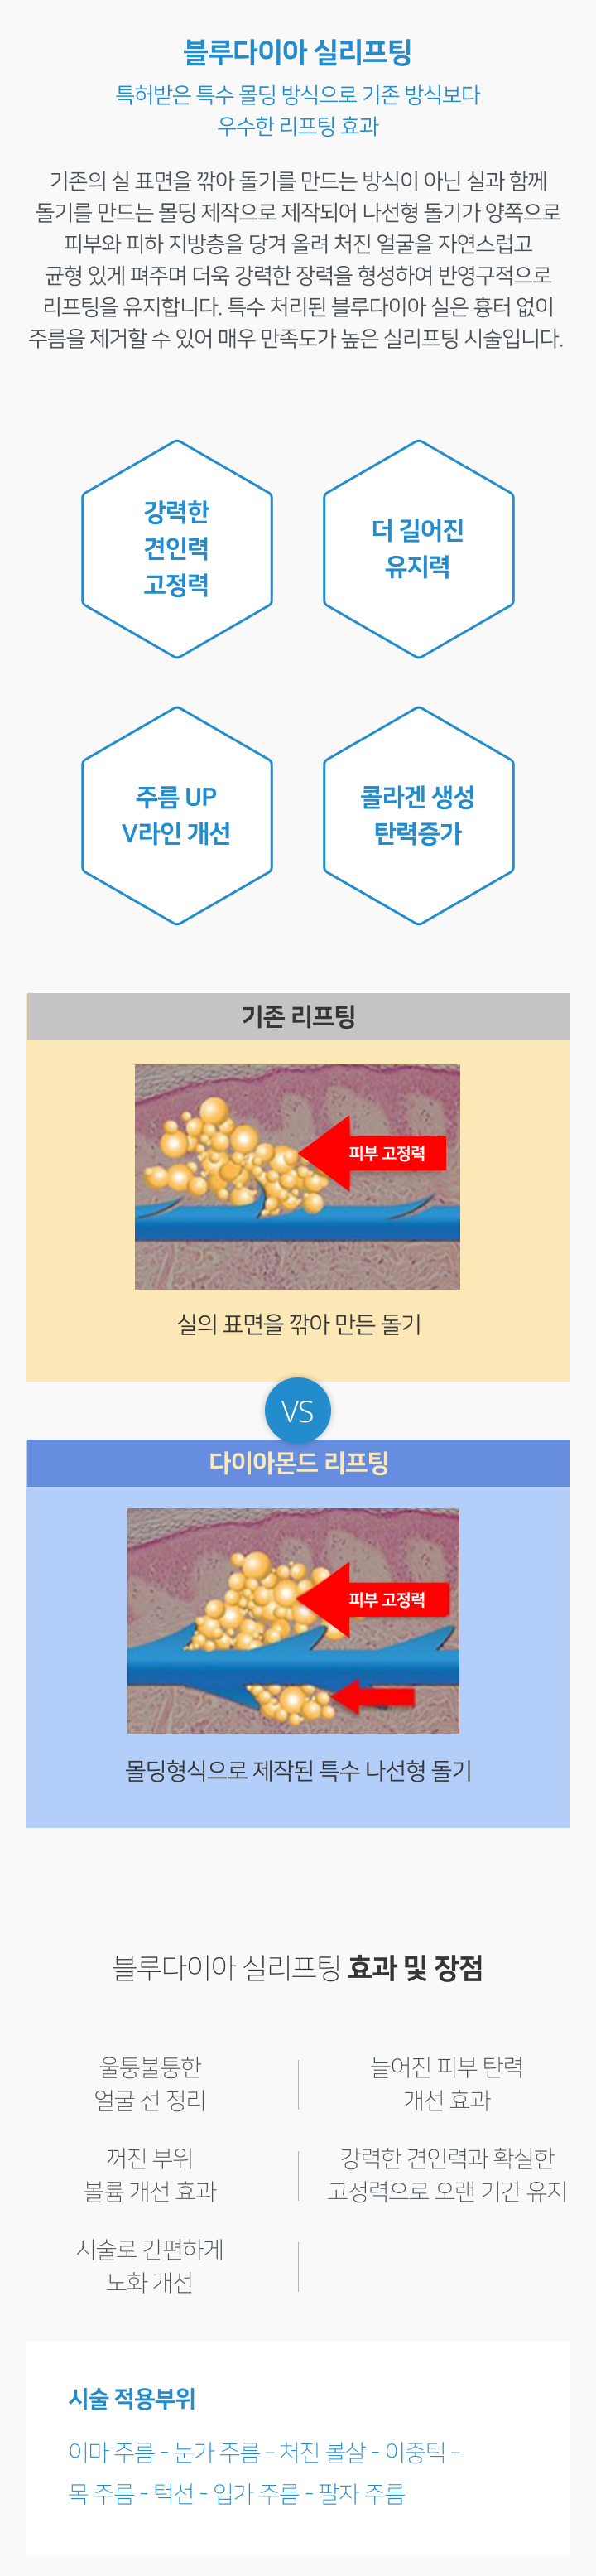 블루다이아 실리프팅
특허받은 특수 몰딩 방식으로 기존 방식보다
우수한 리프팅 효과
기존의 실 표면을 깎아 돌기를 만드는 방식이 아닌 실과 함께
돌기를 만드는 몰딩 제작으로 제작되어 나선형 돌기가 양쪽으로
피부와 피하 지방층을 당겨 올려 처진 얼굴을 자연스럽고
균형 있게 펴주며 더욱 강력한 장력을 형성하여 반영구적으로
리프팅을 유지합니다. 특수 처리된 블루다이아 실은 흉터 없이
주름을 제거할 수 있어 매우 만족도가 높은 실리프팅 시술입니다.
강력한
견인력
고정력
더 길어진
유지력
주름 UP
V라인 개선
콜라겐 생성
탄력증가
기존 리프팅
피부 고정력
실의 표면을 깎아 만든 돌기
VS
다이아몬드 리프팅
피부 고정력
몰딩형식으로 제작된 특수 나선형 돌기
블루다이아 실리프팅 효과 및 장점
울퉁불퉁한
얼굴 선 정리
늘어진 피부 탄력
개선 효과
꺼진 부위
볼륨 개선 효과
강력한 견인력과 확실한
고정력으로 오랜 기간 유지
시술로 간편하게
노화 개선
시술 적용부위
이마 주름 - 눈가 주름 – 처진 볼살 - 이중턱 –
목 주름 - 턱선 - 입가 주름 - 팔자 주름